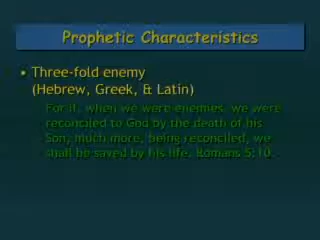 Prophetic Characteristics
• Three-fold enemy
(Hebrew, Greek, & Latin)
For if, when we were enemies, we were
reconciled to God by the death of his
Son, much more, being reconciled, we
shall be saved by his life. Romans 5:10.